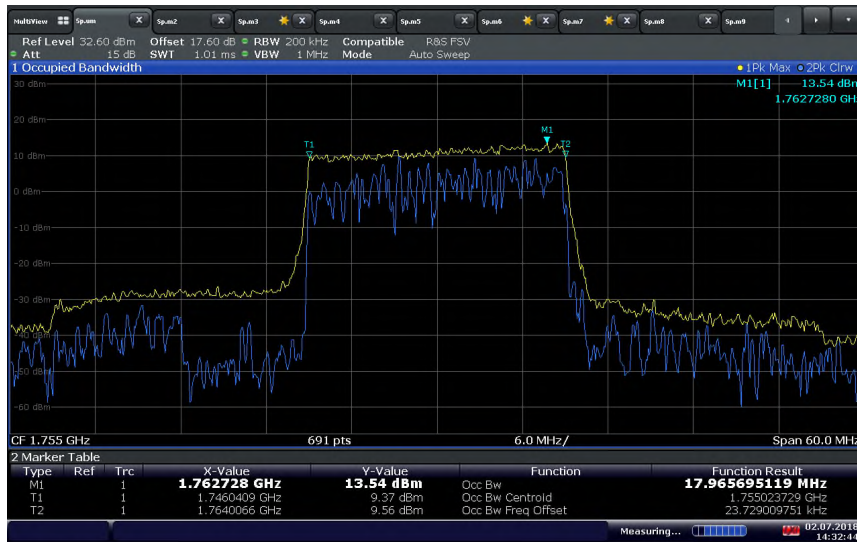 MultiView Sp.um X Sp.m2 X Sp.m3 X Sp.m4 X Sp.m5 X Sp.m6 X Sp.m7 X Sp.m8 X Sp.m9
Ref Level 32.60 dBm Offset 17.60 dB RBW 200 kHz Compatible R&S FSV
Att 15 dB SWT 1.01 ms VBW 1 MHz Mode Auto Sweep
1 Occupied Bandwidth 1Pk Max 2Pk Clrw
30 dBm M1[1] 13.54 dBm
1.7627280 GHz
20 dBm
M1
T1 T2
10 dBm
0 dBm
-10 dBm
-20 dBm
-30 dBm
-40 dBm
-50 dBm
-60 dBm
CF 1.755 GHz 691 pts 6.0 MHz/ Span 60.0 MHz
2 Marker Table
Type Ref Trc X-Value Y-Value Function Function Result
M1 1 1.762728 GHz 13.54 dBm Occ Bw 17.965695119 MHz
T1 1 1.7460409 GHz 9.37 dBm Occ Bw Centroid 1.755023729 GHz
T2 1 1.7640066 GHz 9.56 dBm Occ Bw Freq Offset 23.729009751 kHz
Measuring... 02.07.2018
14:32:44